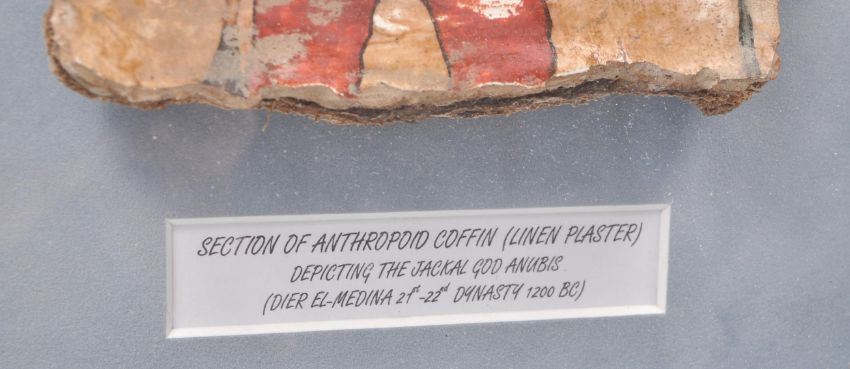 SECTION OF ANTHROPOID COFFIN (LINEN PLASTER)
DEPICTING THE JACKAL GOD ANUBIS
(DIER EL-MEDINA 21st-22nd DYNASTY 1200 BC)